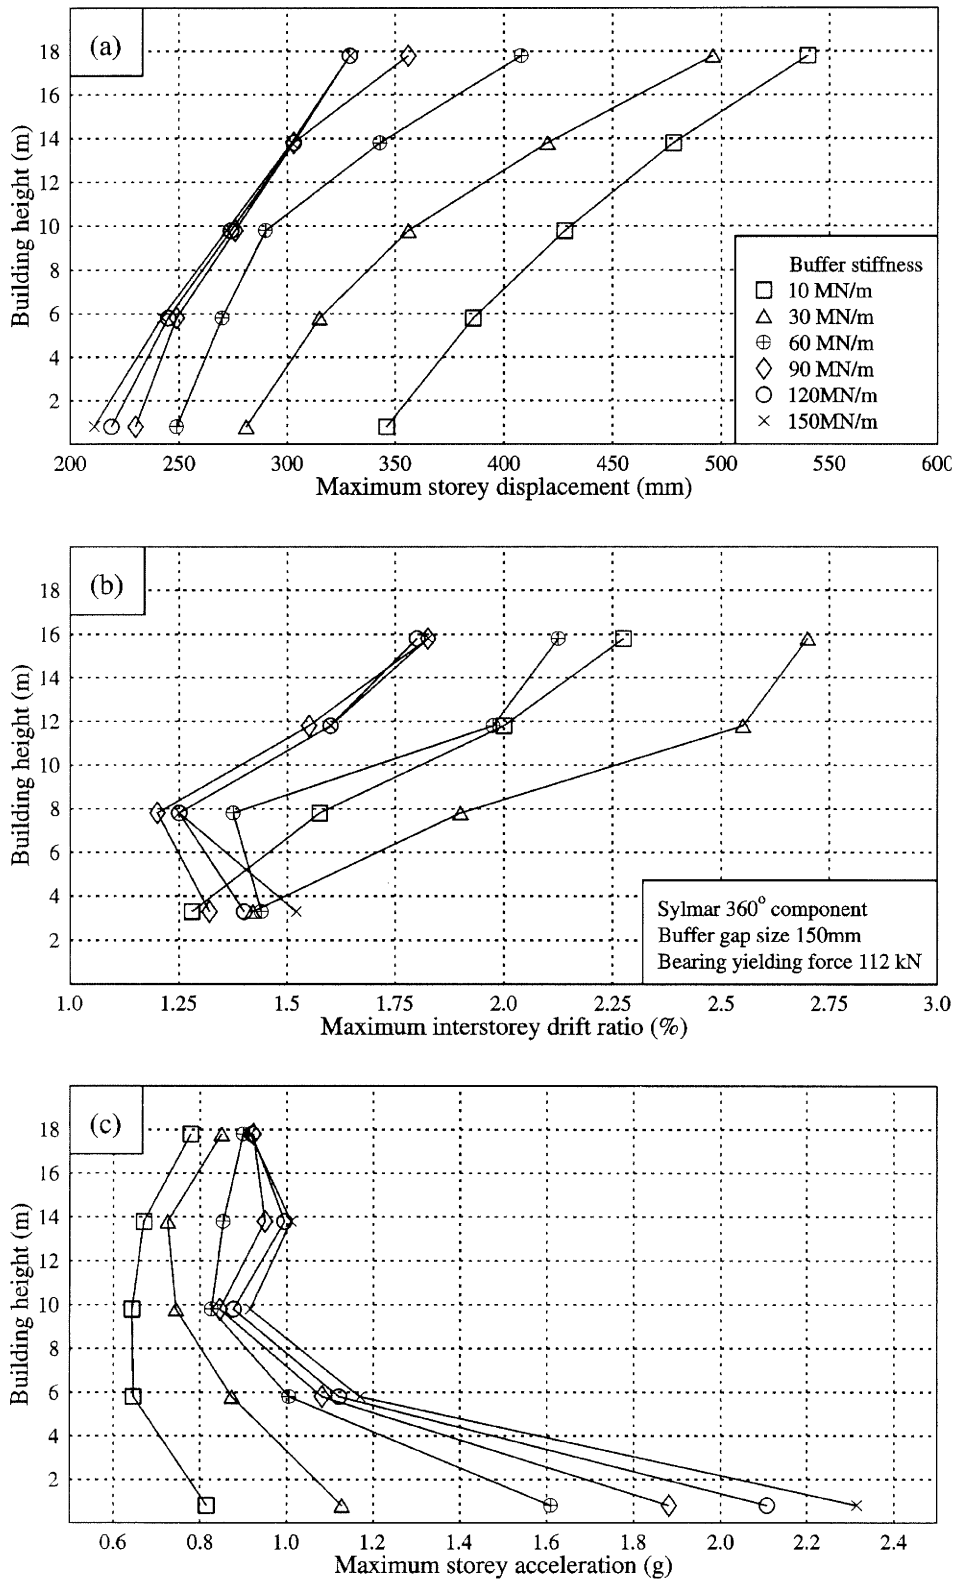 (a)
18
16
14
12
10
8
6
4
2
Building height (m)
Buffer stiffness
10 MN/m
30 MN/m
60 MN/m
90 MN/m
120MN/m
150MN/m
200 250 300 350 400 450 500 550 600
Maximum storey displacement (mm)
(b)
18
16
14
12
10
8
6
4
2
Building height (m)
Sylmar 360° component
Buffer gap size 150mm
Bearing yielding force 112 kN
1.0 1.25 1.5 1.75 2.0 2.25 2.5 2.75 3.0
Maximum interstorey drift ratio (%)
(c)
18
16
14
12
10
8
6
4
2
Building height (m)
0.6 0.8 1.0 1.2 1.4 1.6 1.8 2.0 2.2 2.4
Maximum storey acceleration (g)